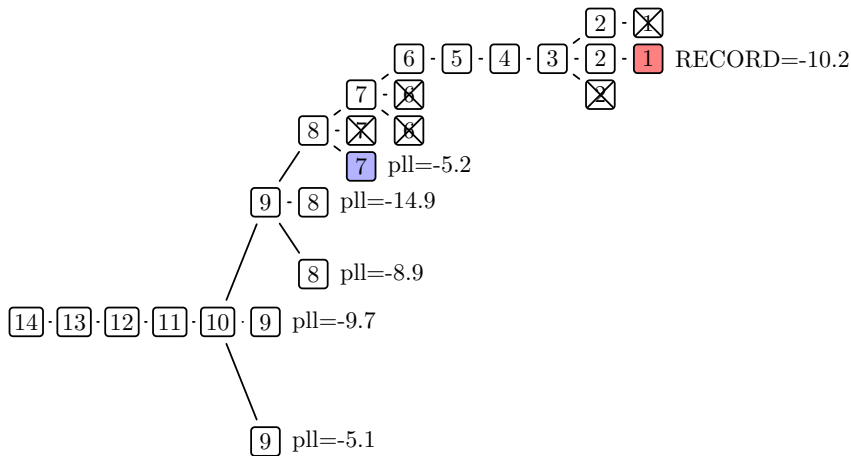 2 1
6 5 4 3 2 1 RECORD=-10.2
7 6 2
8 7 6
7 pll=-5.2
9 8 pll=-14.9
8 pll=-8.9
14 13 12 11 10 9 pll=-9.7
9 pll=-5.1